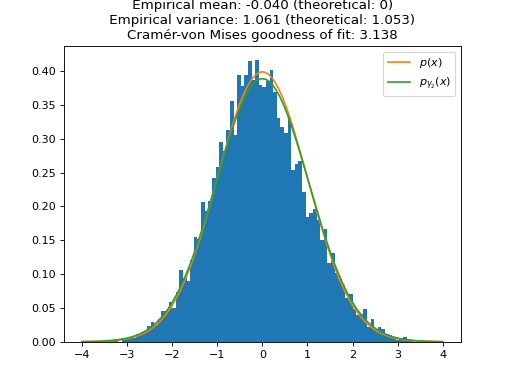 Empirical mean: -0.040 (theoretical: 0)
Empirical variance: 1.061 (theoretical: 1.053)
Cramér-von Mises goodness of fit: 3.138
p(x)
p_{γ_2}(x)
0.40
0.35
0.30
0.25
0.20
0.15
0.10
0.05
0.00
−4 −3 −2 −1 0 1 2 3 4